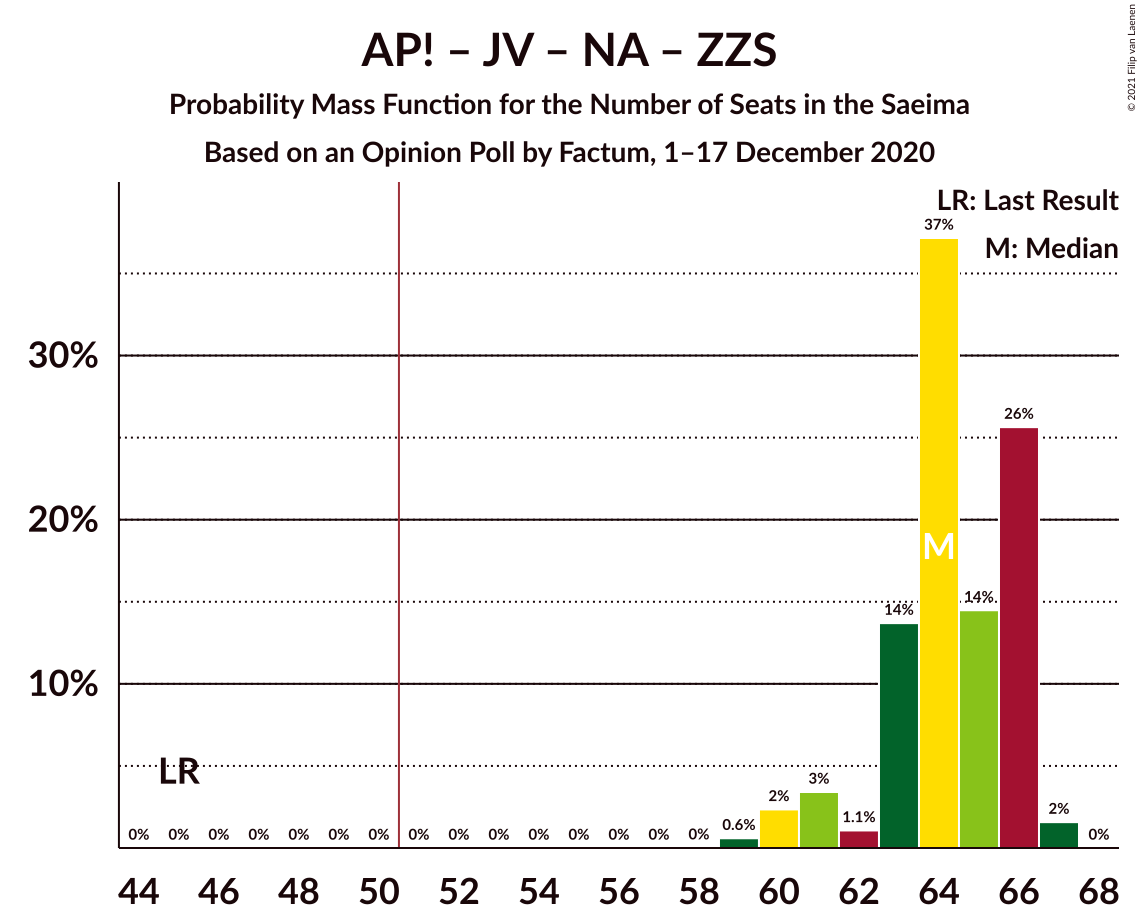 AP! – JV – NA – ZZS
Probability Mass Function for the Number of Seats in the Saeima
Based on an Opinion Poll by Factum, 1–17 December 2020
© 2021 Filip van Laenen
LR: Last Result
M: Median
30%
20%
10%
LR
M
0% 0% 0% 0% 0% 0% 0% 0% 0% 0% 0% 0% 0% 0% 0% 0.6% 2% 3% 1.1% 14% 37% 14% 26% 2% 0%
44 46 48 50 52 54 56 58 60 62 64 66 68